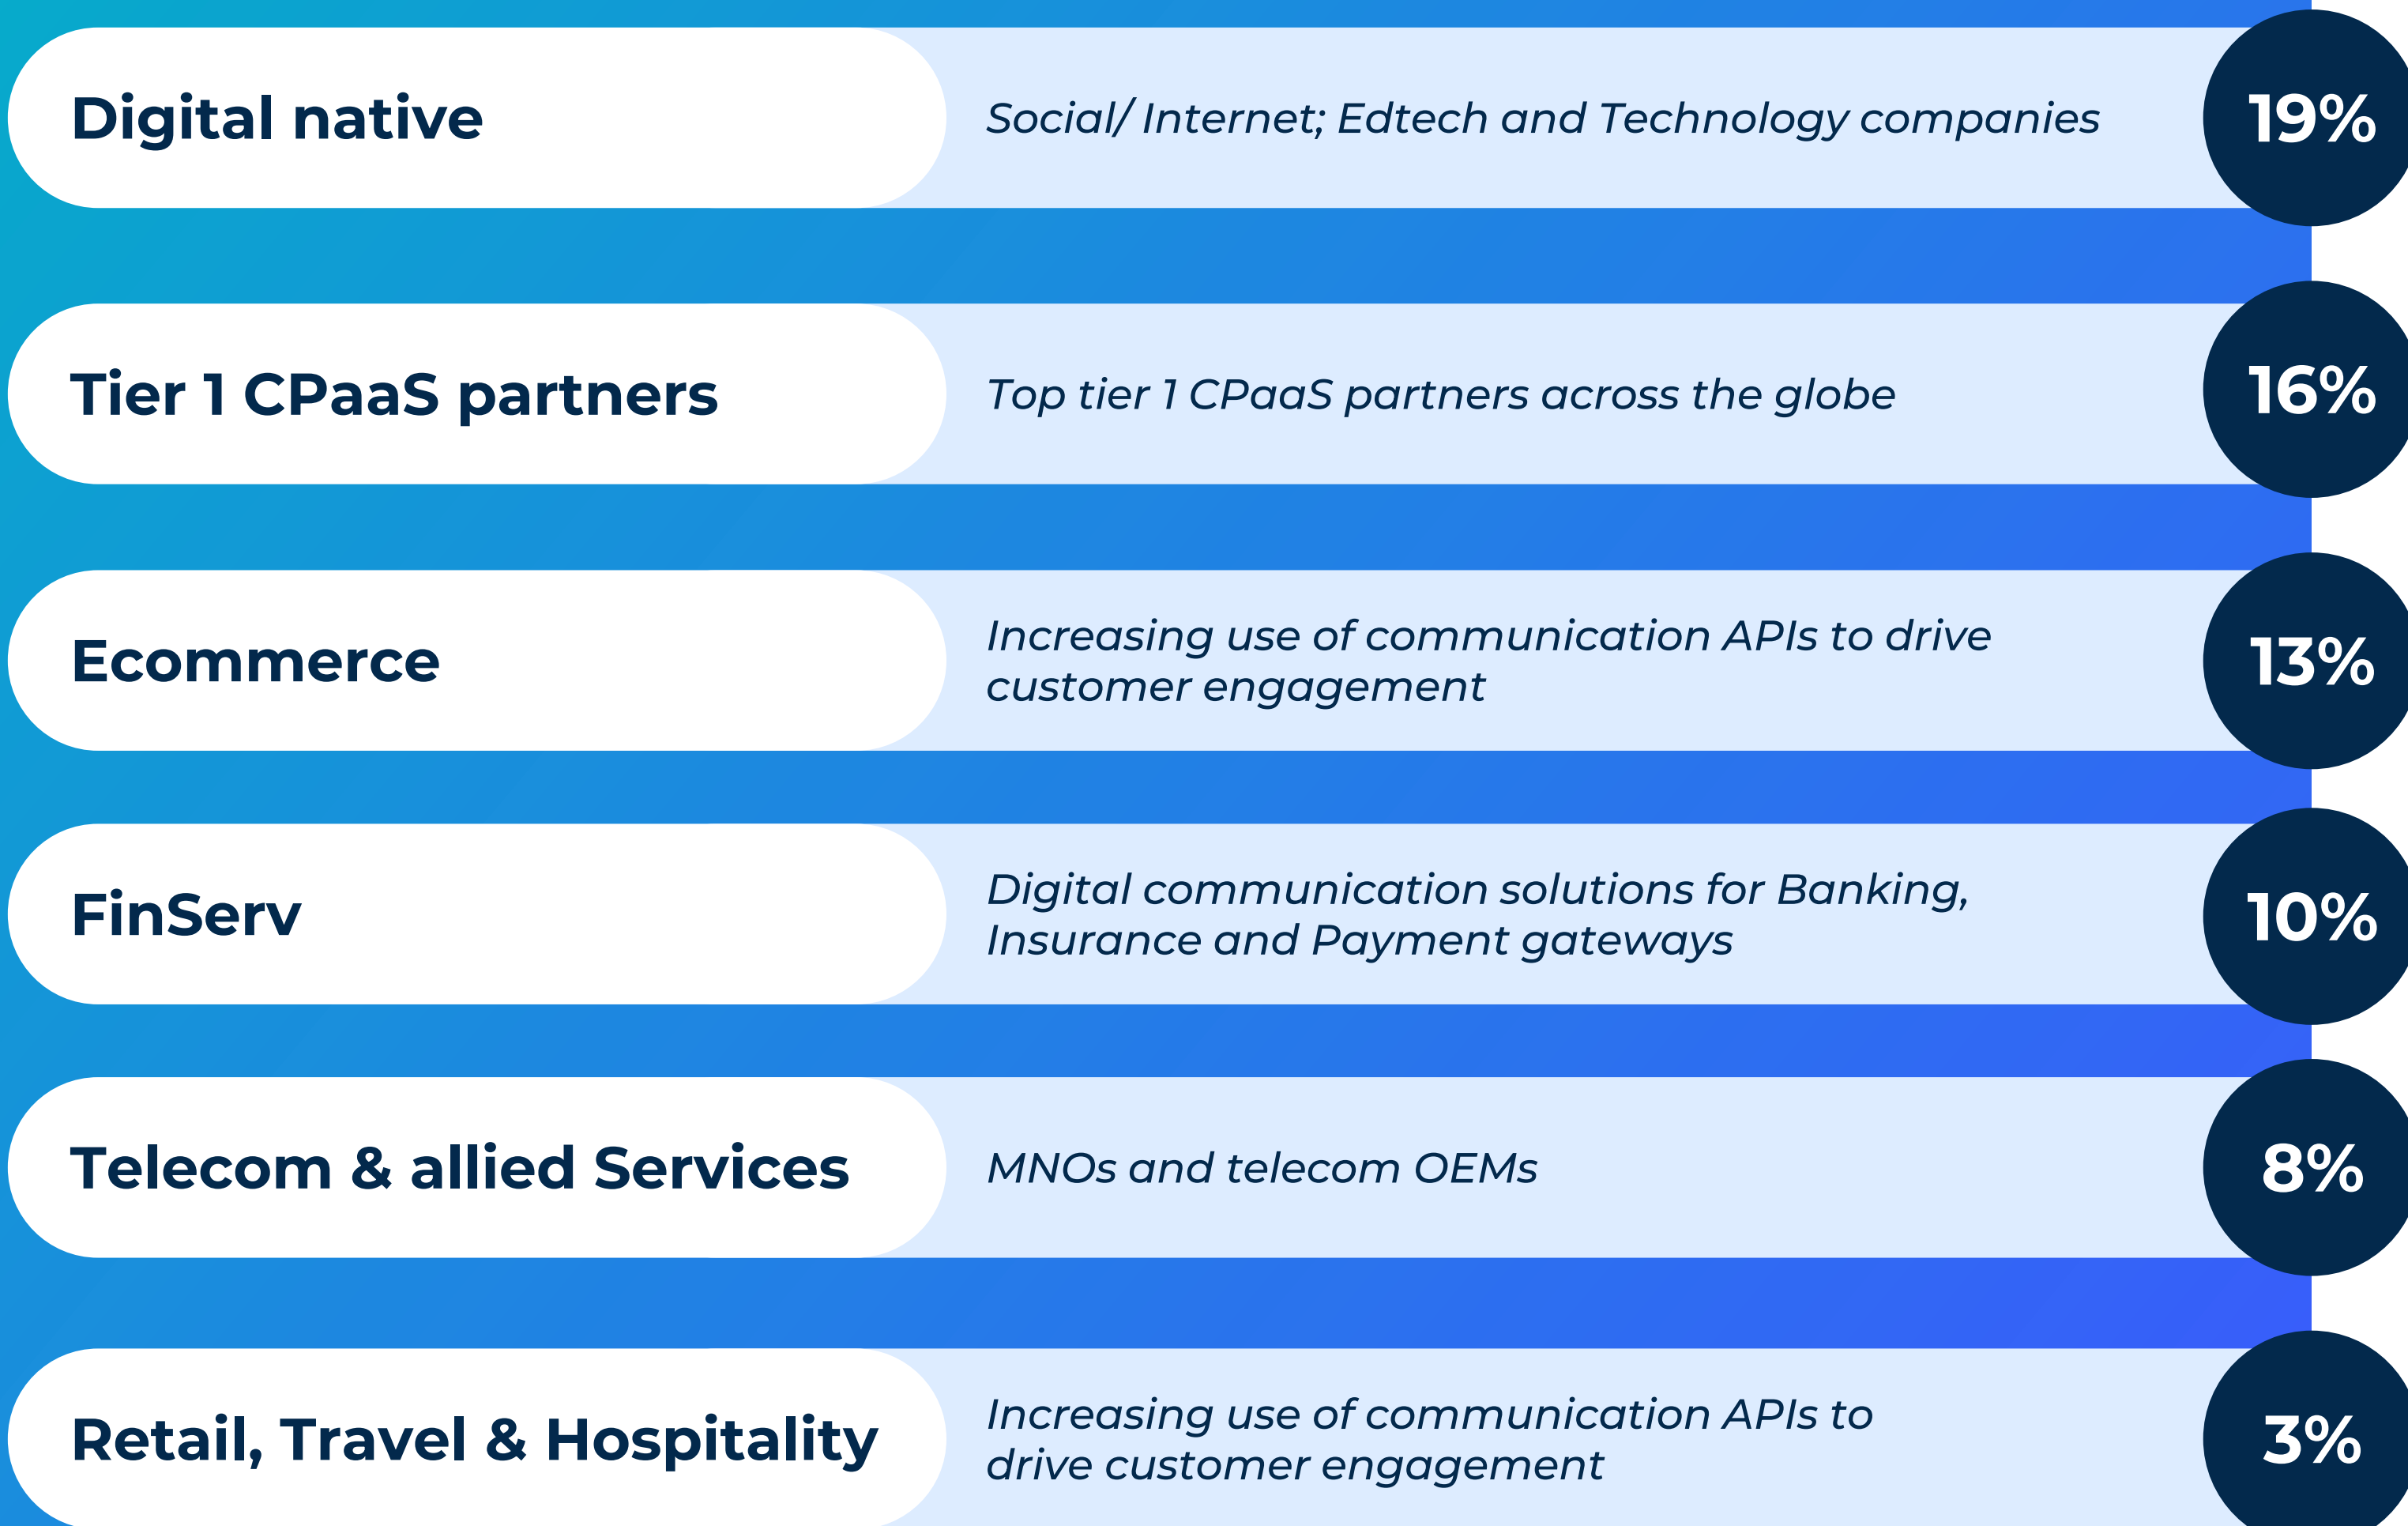 Digital native
Social/ Internet; Edtech and Technology companies
19%
Tier 1 CPaaS partners
Top tier 1 CPaaS partners across the globe
16%
Ecommerce
Increasing use of communication APIs to drive
customer engagement
13%
FinServ
Digital communication solutions for Banking,
Insurance and Payment gateways
10%
Telecom & allied Services
MNOs and telecom OEMs
8%
Retail, Travel & Hospitality
Increasing use of communication APIs to
drive customer engagement
3%